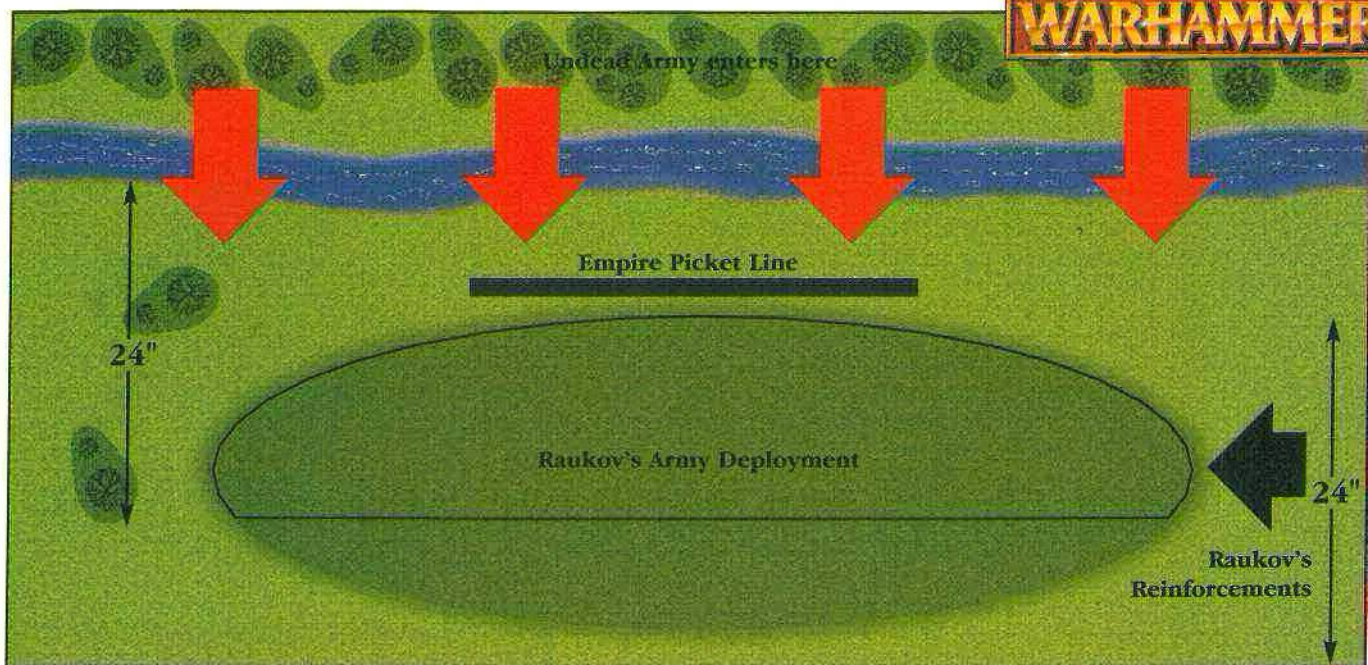 WARHAMMER
Undead Army enters here
Empire Picket Line
24"
Raukov's Army Deployment
24"
Raukov's
Reinforcements